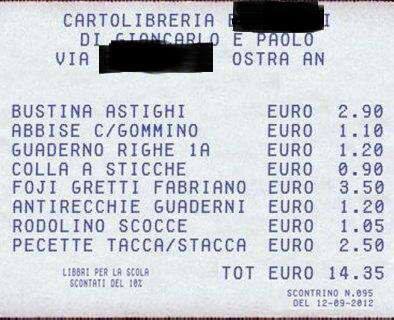 CARTOLIBRERIA
DI GIANCARLO E PAOLO
VIA OSTRA AN
BUSTINA ASTIGHI EURO 2.90
ABBISE C/GOMMINO EURO 1.10
GUADERNO RIGHE 1A EURO 1.20
COLLA A STICCHE EURO 0.90
FOJI GRETTI FABRIANO EURO 3.50
ANTIRECCHIE GUADERNI EURO 1.20
RODOLINO SCOCCE EURO 1.05
PECETTE TACCA/STACCA EURO 2.50
TOT EURO 14.35
LIBBRI PER LA SCOLA
SCONTATI DEL 10%
SCONTRINO N.095
DEL 12-09-2012